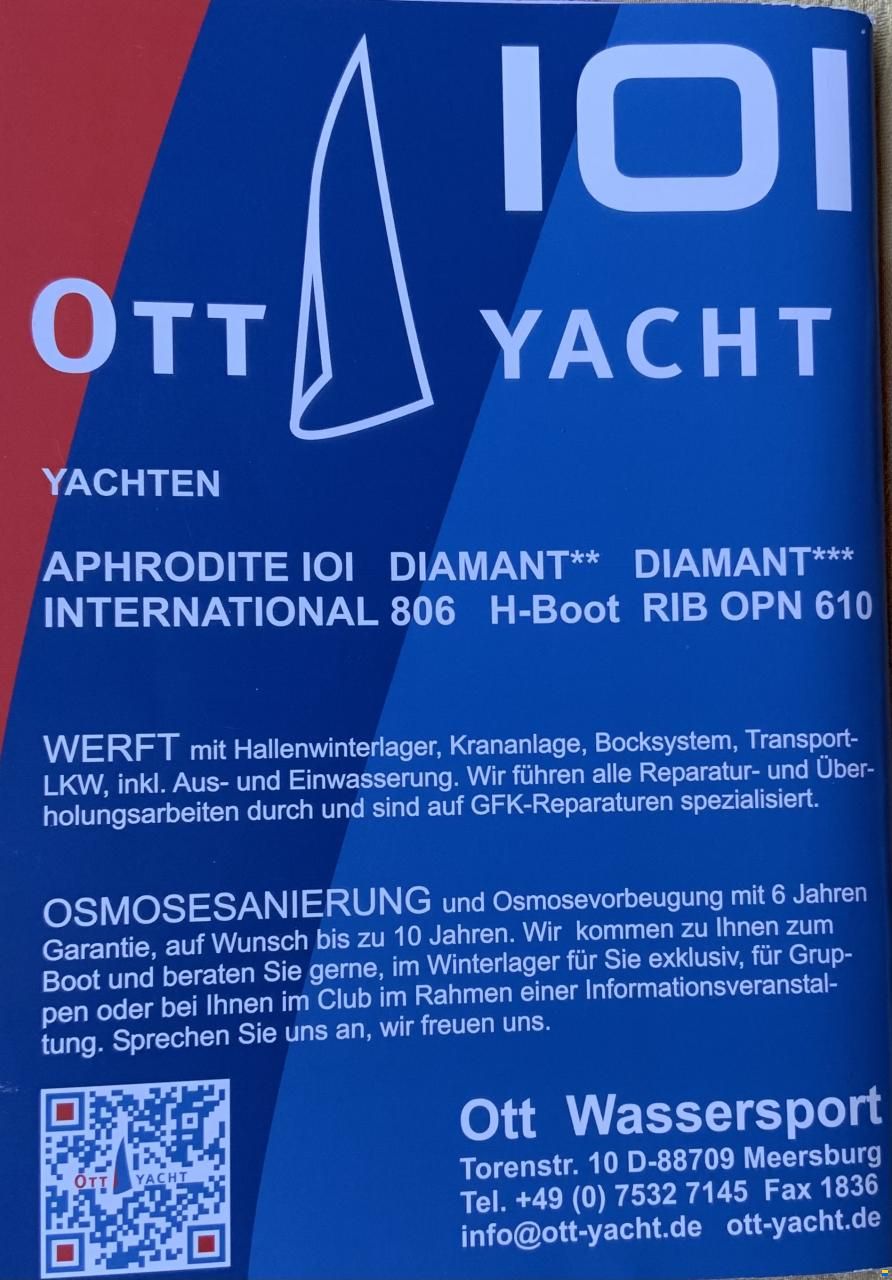 IOI
OTT YACHT
YACHTEN
APHRODITE IOI DIAMANT** DIAMANT***
INTERNATIONAL 806 H-Boot RIB OPN 610
WERFT mit Hallenwinterlager, Krananlage, Bocksystem, Transport-
LKW, inkl. Aus- und Einwasserung. Wir führen alle Reparatur- und Über-
holungsarbeiten durch und sind auf GFK-Reparaturen spezialisiert.
OSMOSESANIERUNG und Osmosevorbeugung mit 6 Jahren
Garantie, auf Wunsch bis zu 10 Jahren. Wir kommen zu Ihnen zum
Boot und beraten Sie gerne, im Winterlager für Sie exklusiv, für Grup-
pen oder bei Ihnen im Club im Rahmen einer Informationsveranstal-
tung. Sprechen Sie uns an, wir freuen uns.
OTT YACHT
Ott Wassersport
Torenstr. 10 D-88709 Meersburg
Tel. +49 (0) 7532 7145 Fax 1836
info@ott-yacht.de ott-yacht.de